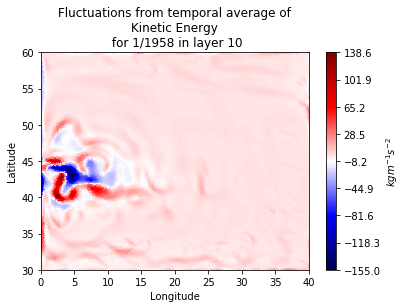 Fluctuations from temporal average of
Kinetic Energy
for 1/1958 in layer 10
60
55
50
45
40
35
30
Latitude
0 5 10 15 20 25 30 35 40
Longitude
138.6
101.9
65.2
28.5
−8.2
−44.9
−81.6
−118.3
−155.0
kgm⁻¹s⁻²